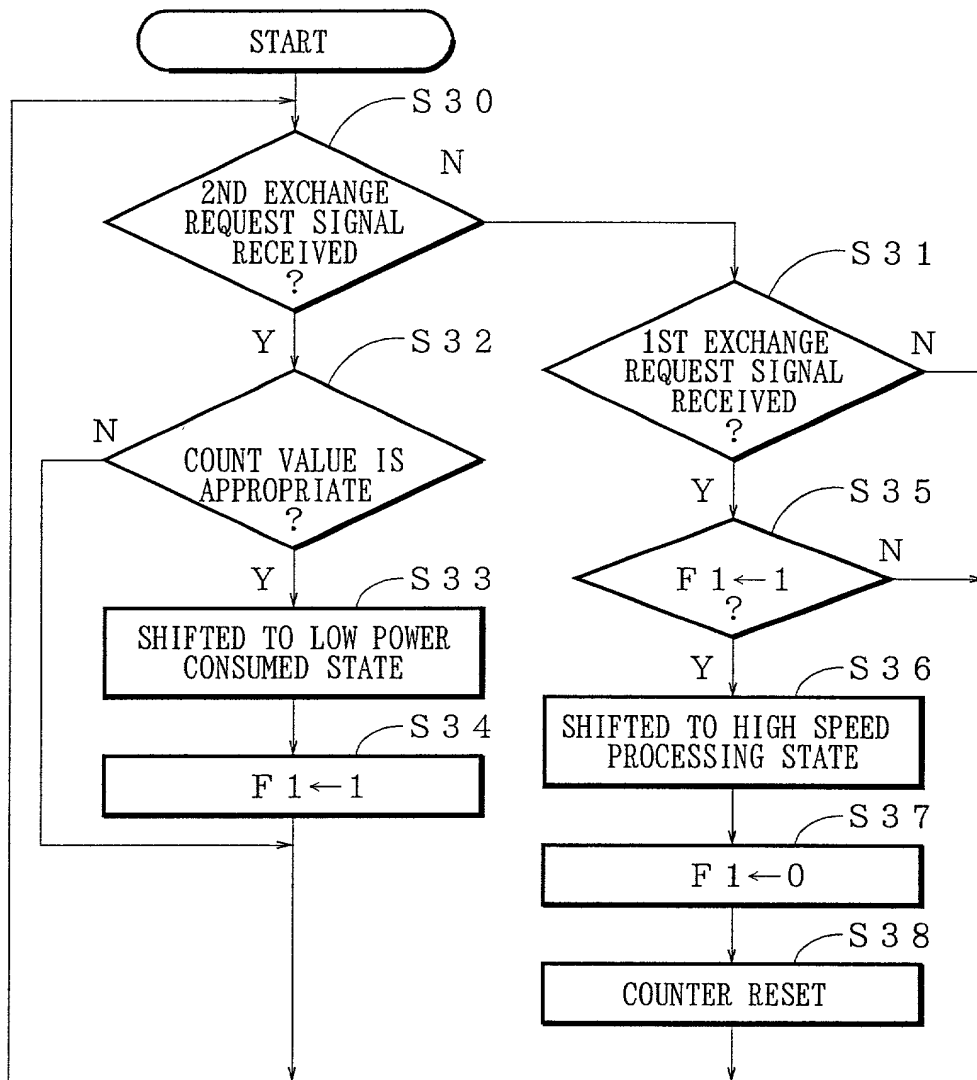 START
S30
2ND EXCHANGE
REQUEST SIGNAL
RECEIVED
?
N
Y
S31
1ST EXCHANGE
REQUEST SIGNAL
RECEIVED
?
N
Y
S32
COUNT VALUE IS
APPROPRIATE
?
N
Y
S33
SHIFTED TO LOW POWER
CONSUMED STATE
S34
F1←1
S35
F1←1
?
N
Y
S36
SHIFTED TO HIGH SPEED
PROCESSING STATE
S37
F1←0
S38
COUNTER RESET